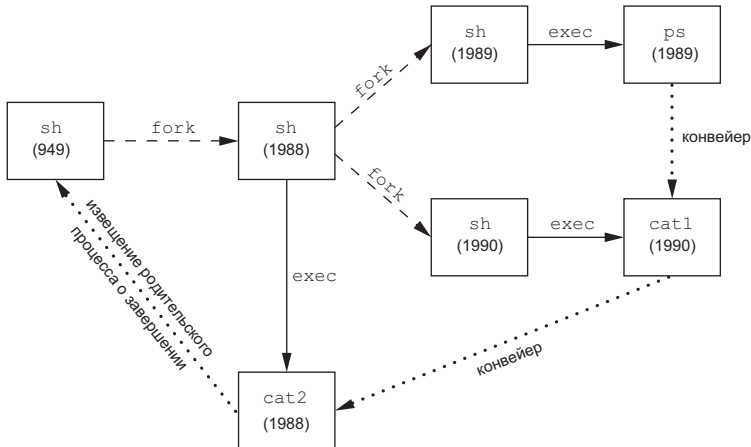 sh
(1989)
exec
ps
(1989)
fork
sh
(949)
fork
sh
(1988)
конвейер
fork
sh
(1990)
exec
cat1
(1990)
извещение родительского
процесса о завершении
exec
конвейер
cat2
(1988)